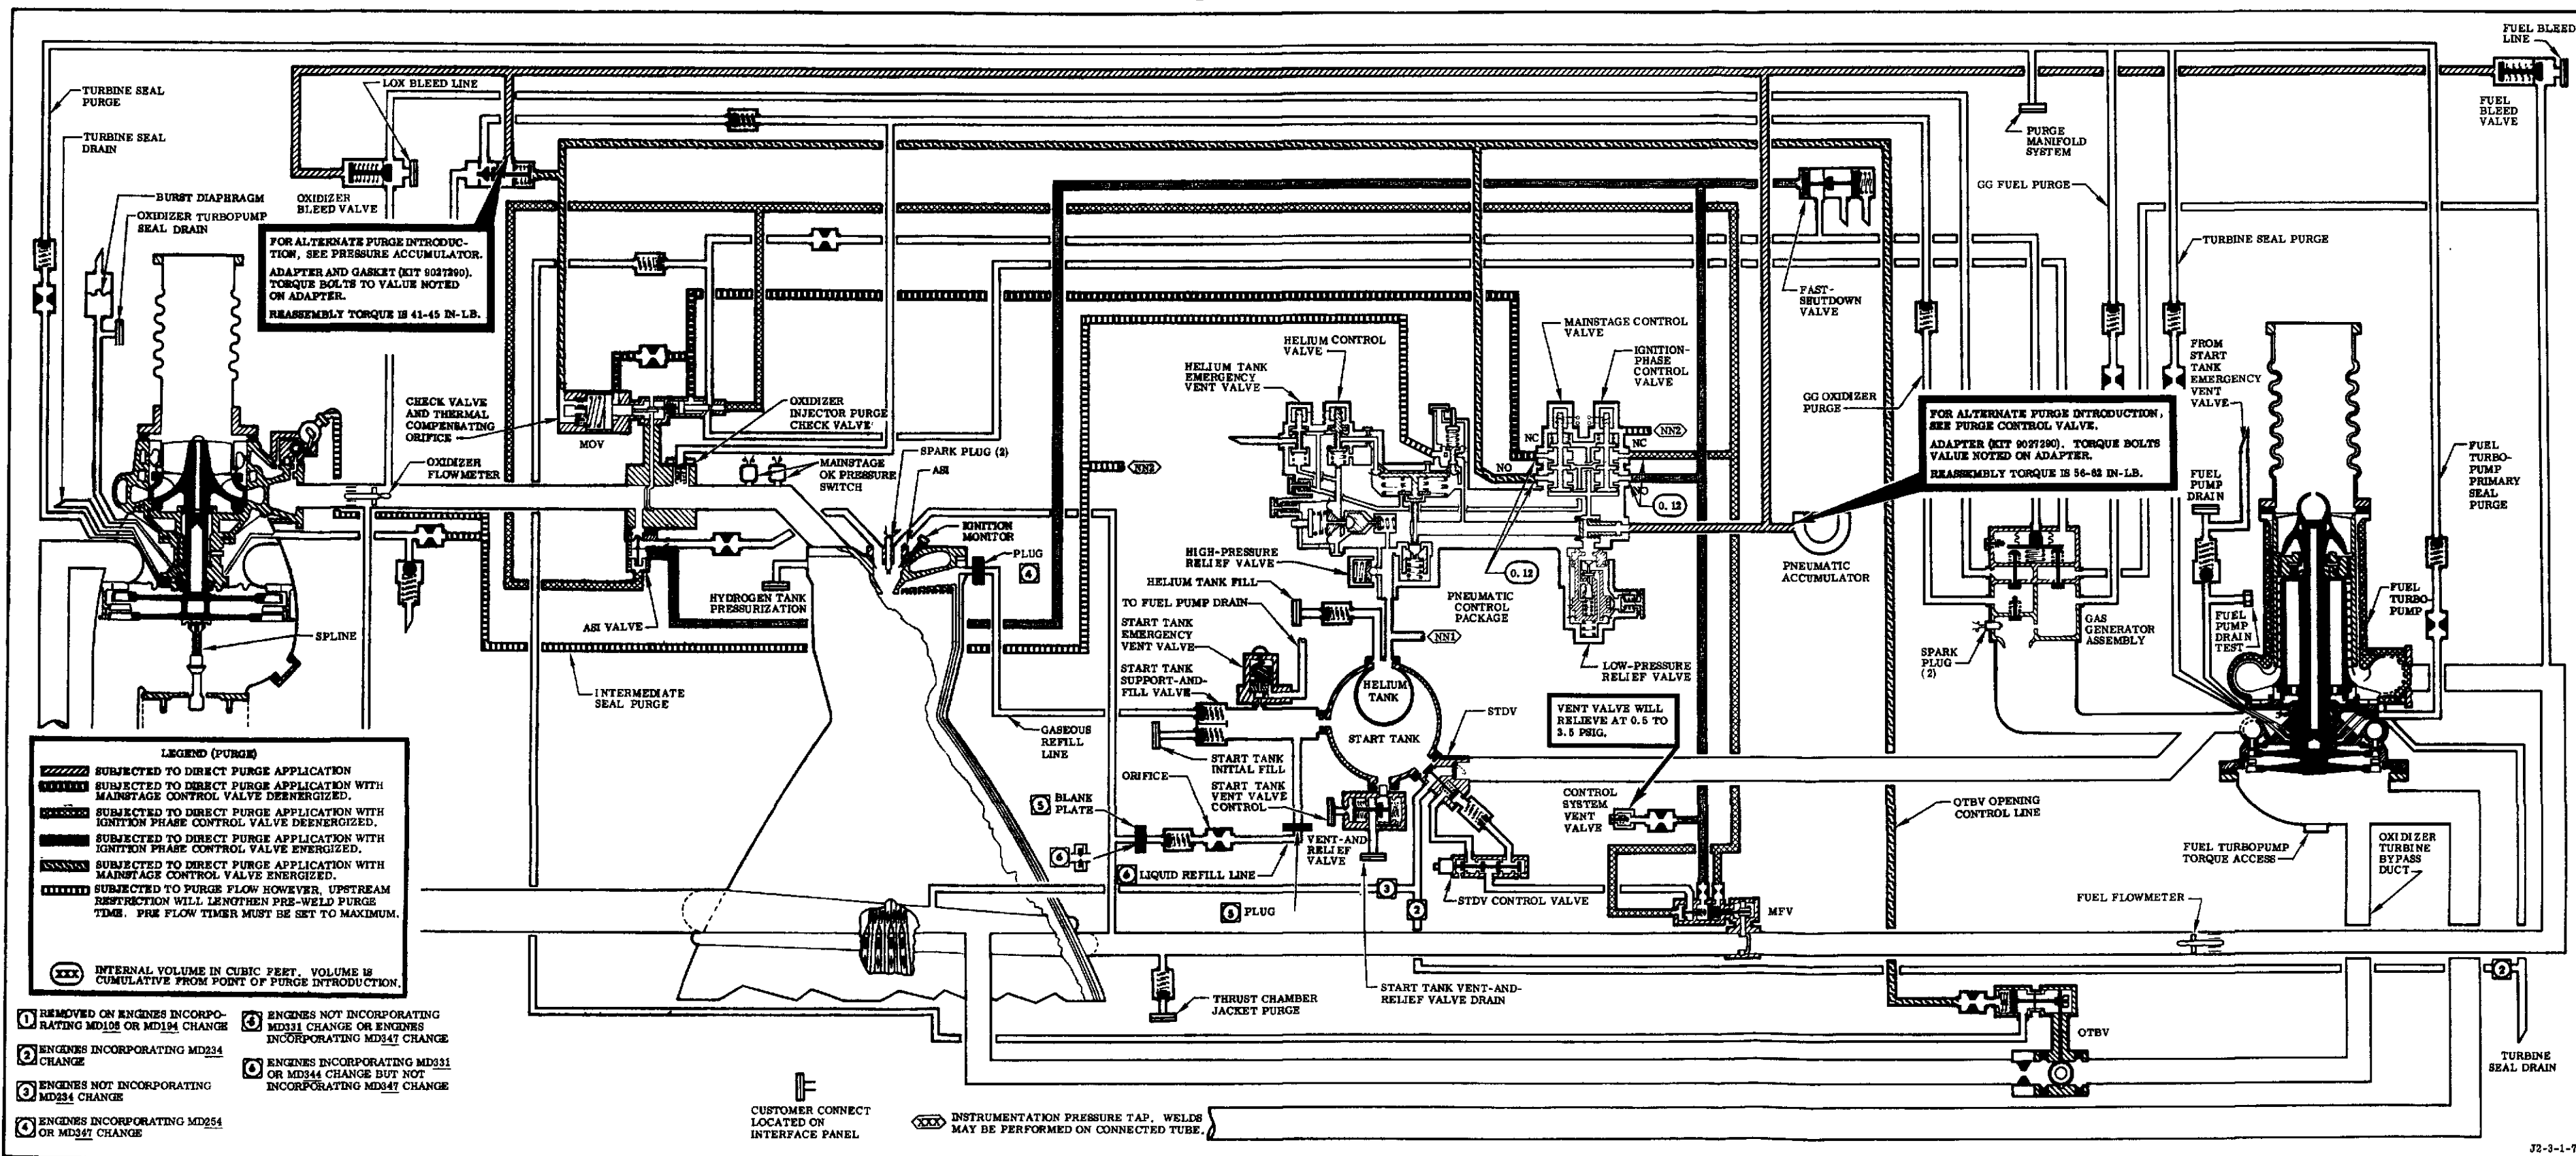 FUEL BLEED
LINE
LOX BLEED LINE
TURBINE SEAL
PURGE
TURBINE SEAL
DRAIN
BURST DIAPHRAGM
OXIDIZER TURBOPUMP
SEAL DRAIN
OXIDIZER
BLEED VALVE
FOR ALTERNATE PURGE INTRODUC-
TION, SEE PRESSURE ACCUMULATOR.
ADAPTER AND GASKET (KIT 9027290).
TORQUE BOLTS TO VALUE NOTED
ON ADAPTER.
REASSEMBLY TORQUE IS 41-45 IN-LB.
FUEL
BLEED
VALVE
PURGE
MANIFOLD
SYSTEM
GG FUEL PURGE
TURBINE SEAL PURGE
FAST-
SHUTDOWN
VALVE
MAINSTAGE CONTROL
VALVE
HELIUM CONTROL
VALVE
IGNITION-
PHASE
CONTROL
VALVE
HELIUM TANK
EMERGENCY
VENT VALVE
FROM
START
TANK
EMERGENCY
VENT
VALVE
GG OXIDIZER
PURGE
FOR ALTERNATE PURGE INTRODUCTION,
SEE PURGE CONTROL VALVE.
ADAPTER (KIT 9027290). TORQUE BOLTS
VALUE NOTED ON ADAPTER.
REASSEMBLY TORQUE IS 56-62 IN-LB.
CHECK VALVE
AND THERMAL
COMPENSATING
ORIFICE
MOV
OXIDIZER
INJECTOR PURGE
CHECK VALVE
OXIDIZER
FLOWMETER
MAINSTAGE
OK PRESSURE
SWITCH
SPARK PLUG (2)
ASI
IGNITION
MONITOR
PLUG
4
NN2
NC
NC
NN2
NO
NO
0.12
0.12
FUEL
PUMP
DRAIN
FUEL
TURBO-
PUMP
PRIMARY
SEAL
PURGE
HIGH-PRESSURE
RELIEF VALVE
HELIUM TANK FILL
TO FUEL PUMP DRAIN
PNEUMATIC
CONTROL
PACKAGE
PNEUMATIC
ACCUMULATOR
HYDROGEN TANK
PRESSURIZATION
ASI VALVE
SPLINE
INTERMEDIATE
SEAL PURGE
START TANK
EMERGENCY
VENT VALVE
START TANK
SUPPORT-AND-
FILL VALVE
NN1
LOW-PRESSURE
RELIEF VALVE
SPARK
PLUG
(2)
GAS
GENERATOR
ASSEMBLY
FUEL
PUMP
DRAIN
TEST
FUEL
TURBO-
PUMP
HELIUM
TANK
START TANK
STDV
VENT VALVE WILL
RELIEVE AT 0.5 TO
3.5 PSIG.
GASEOUS
REFILL
LINE
START TANK
INITIAL FILL
ORIFICE
START TANK
VENT VALVE
CONTROL
5 BLANK
PLATE
6
VENT-AND-
RELIEF
VALVE
6 LIQUID REFILL LINE
5 PLUG
CONTROL
SYSTEM
VENT
VALVE
OTBV OPENING
CONTROL LINE
FUEL TURBOPUMP
TORQUE ACCESS
OXIDIZER
TURBINE
BYPASS
DUCT
3
2
STDV CONTROL VALVE
MFV
FUEL FLOWMETER
START TANK VENT-AND-
RELIEF VALVE DRAIN
THRUST CHAMBER
JACKET PURGE
OTBV
2
TURBINE
SEAL DRAIN
LEGEND (PURGE)
SUBJECTED TO DIRECT PURGE APPLICATION
SUBJECTED TO DIRECT PURGE APPLICATION WITH
MAINSTAGE CONTROL VALVE DEENERGIZED.
SUBJECTED TO DIRECT PURGE APPLICATION WITH
IGNITION PHASE CONTROL VALVE DEENERGIZED.
SUBJECTED TO DIRECT PURGE APPLICATION WITH
IGNITION PHASE CONTROL VALVE ENERGIZED.
SUBJECTED TO DIRECT PURGE APPLICATION WITH
MAINSTAGE CONTROL VALVE ENERGIZED.
SUBJECTED TO PURGE FLOW HOWEVER, UPSTREAM
RESTRICTION WILL LENGTHEN PRE-WELD PURGE
TIME. PRE FLOW TIMER MUST BE SET TO MAXIMUM.
XXX INTERNAL VOLUME IN CUBIC FEET. VOLUME IS
CUMULATIVE FROM POINT OF PURGE INTRODUCTION.
1 REMOVED ON ENGINES INCORPO-
RATING MD108 OR MD194 CHANGE
2 ENGINES INCORPORATING MD234
CHANGE
3 ENGINES NOT INCORPORATING
MD234 CHANGE
4 ENGINES INCORPORATING MD254
OR MD347 CHANGE
ENGINES NOT INCORPORATING
MD331 CHANGE OR ENGINES
INCORPORATING MD347 CHANGE
6 ENGINES INCORPORATING MD331
OR MD344 CHANGE BUT NOT
INCORPORATING MD347 CHANGE
CUSTOMER CONNECT
LOCATED ON
INTERFACE PANEL
XXX INSTRUMENTATION PRESSURE TAP. WELDS
MAY BE PERFORMED ON CONNECTED TUBE.
J2-3-1-7